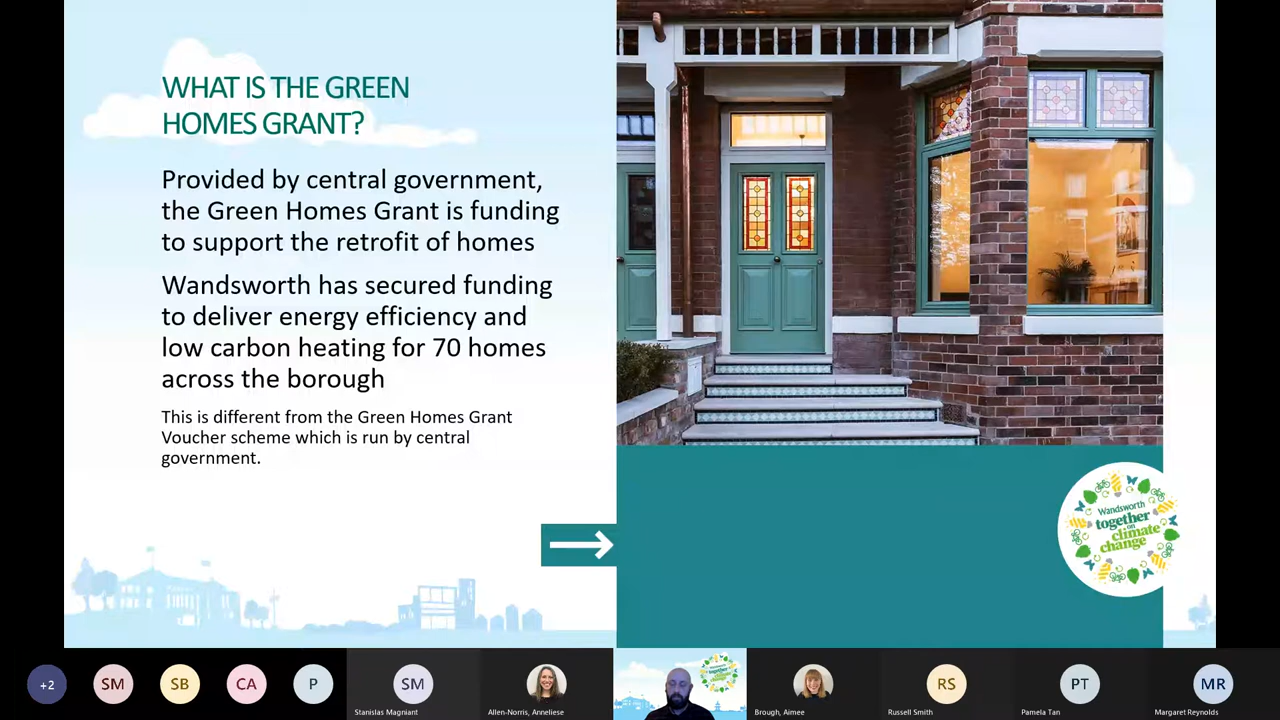 WHAT IS THE GREEN
HOMES GRANT?
Provided by central government,
the Green Homes Grant is funding
to support the retrofit of homes
Wandsworth has secured funding
to deliver energy efficiency and
low carbon heating for 70 homes
across the borough
This is different from the Green Homes Grant
Voucher scheme which is run by central
government.
Wandsworth
together
on
climate
change
+2
SM
SB
CA
P
SM
Stanislas Magniant
Allen-Norris, Anneliese
Wandsworth
together
climate
change
Brough, Aimee
RS
Russell Smith
PT
Pamela Tan
MR
Margaret Reynolds